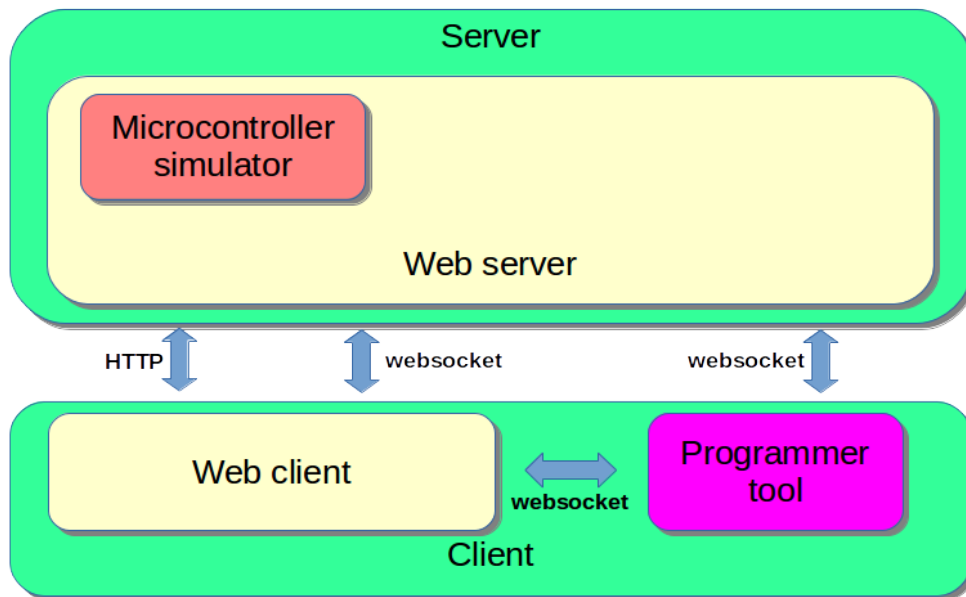 Server
Microcontroller
simulator
Web server
HTTP
websocket
websocket
Web client
websocket
Programmer
tool
Client